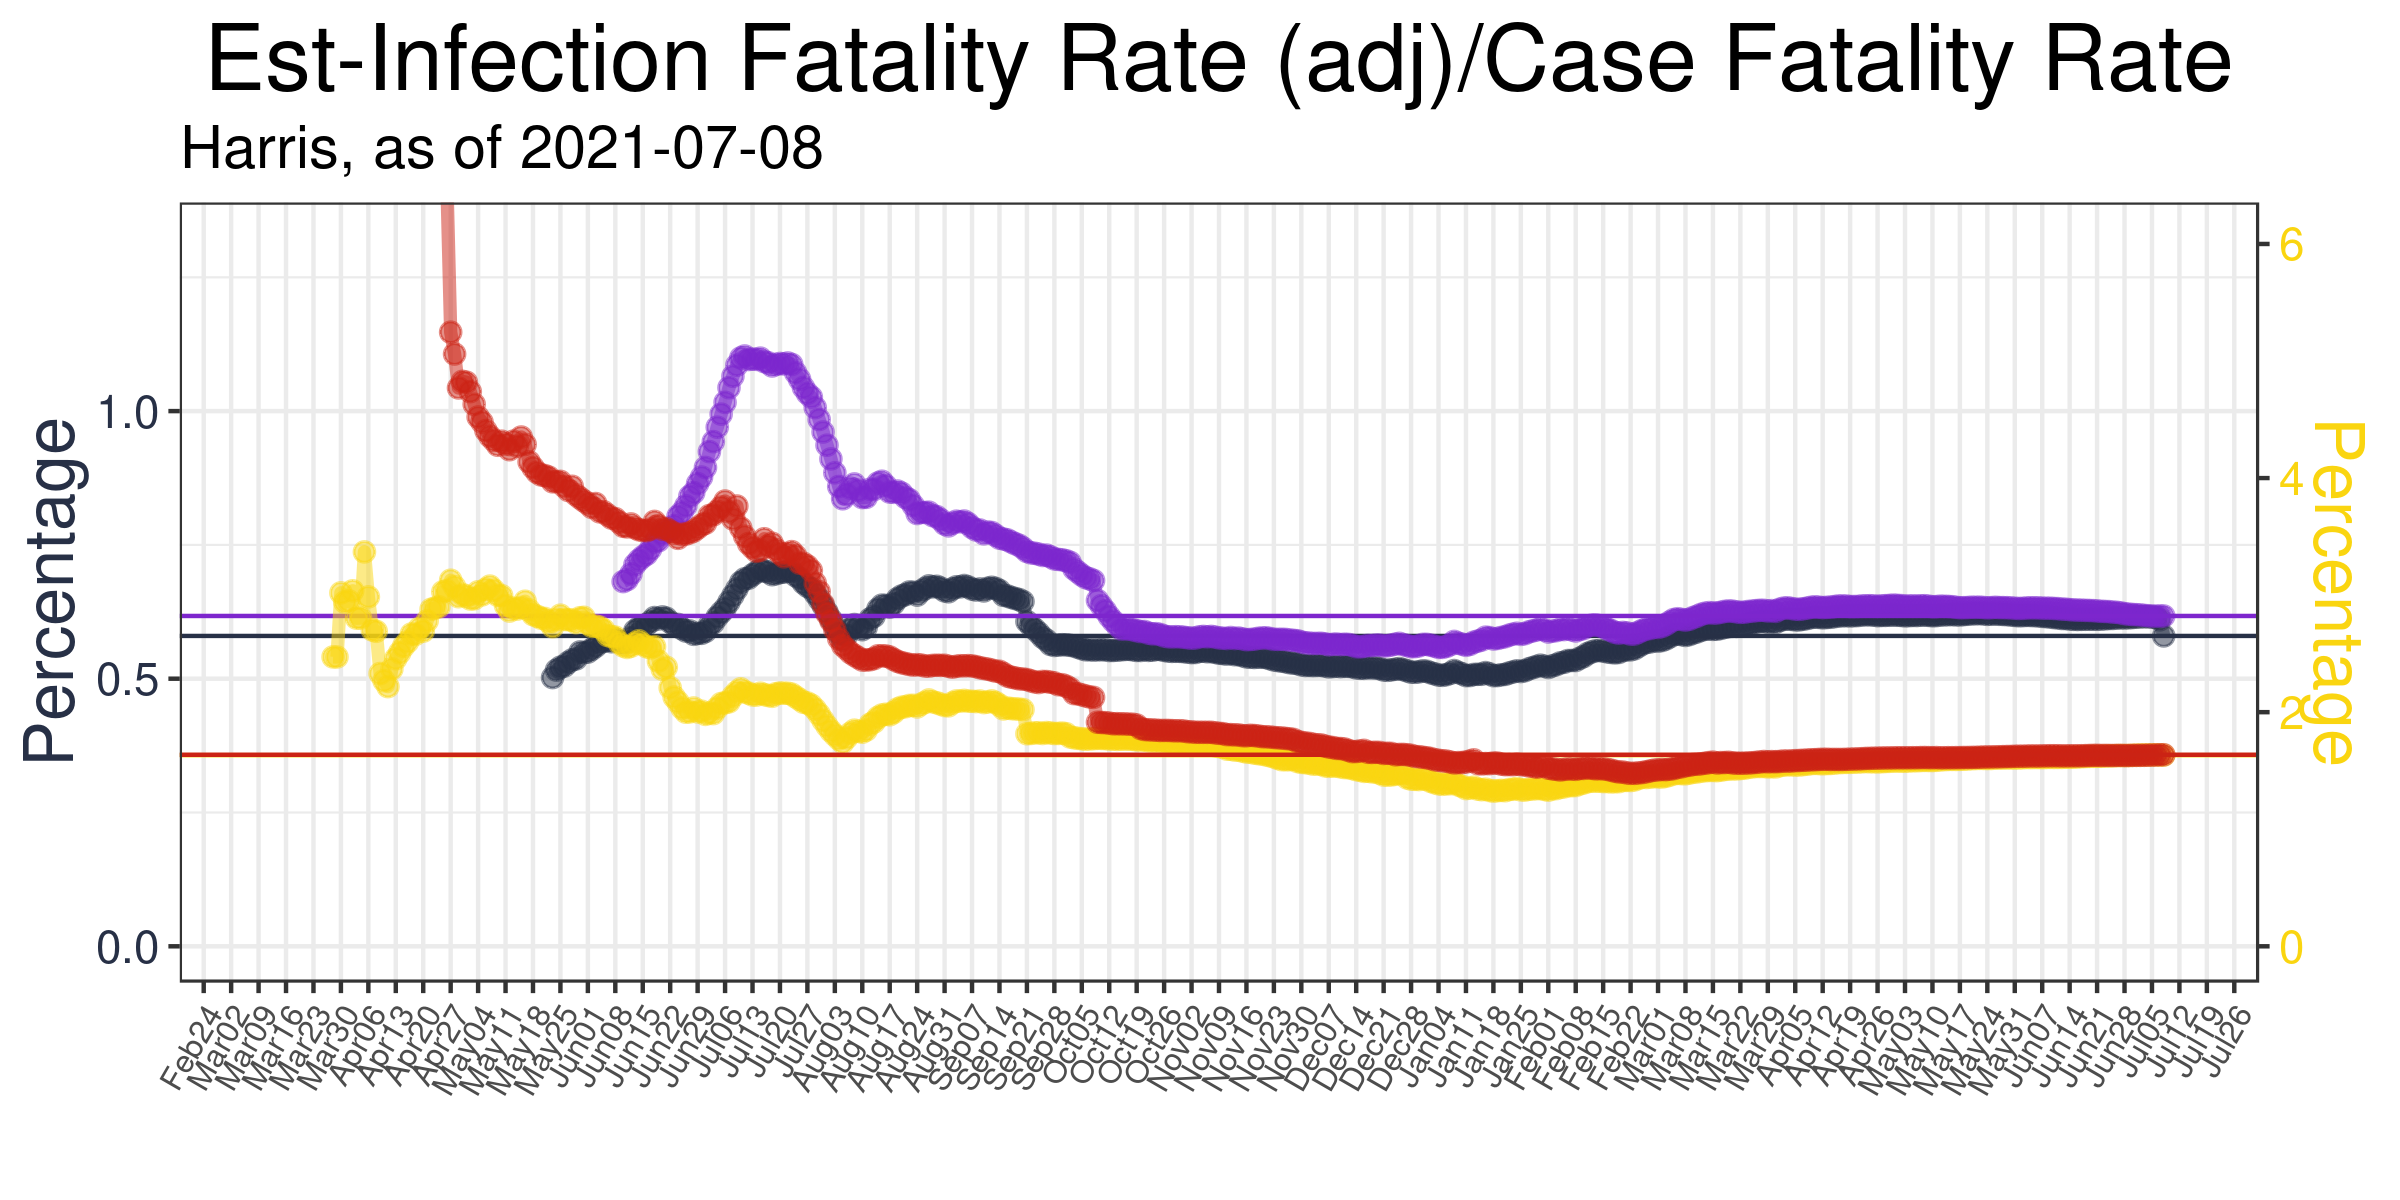 Est-Infection Fatality Rate (adj)/Case Fatality Rate
Harris, as of 2021-07-08
Percentage
1.0
0.5
0.0
6
4
2
0
Percentage
Feb24
Mar02
Mar09
Mar16
Mar23
Mar30
Apr06
Apr13
Apr20
Apr27
May04
May11
May18
May25
Jun01
Jun08
Jun15
Jun22
Jun29
Jul06
Jul13
Jul20
Jul27
Aug03
Aug10
Aug17
Aug24
Aug31
Sep07
Sep14
Sep21
Sep28
Oct05
Oct12
Oct19
Oct26
Nov02
Nov09
Nov16
Nov23
Nov30
Dec07
Dec14
Dec21
Dec28
Jan04
Jan11
Jan18
Jan25
Feb01
Feb08
Feb15
Feb22
Mar01
Mar08
Mar15
Mar22
Mar29
Apr05
Apr12
Apr19
Apr26
May03
May10
May17
May24
May31
Jun07
Jun14
Jun21
Jun28
Jul05
Jul12
Jul19
Jul26